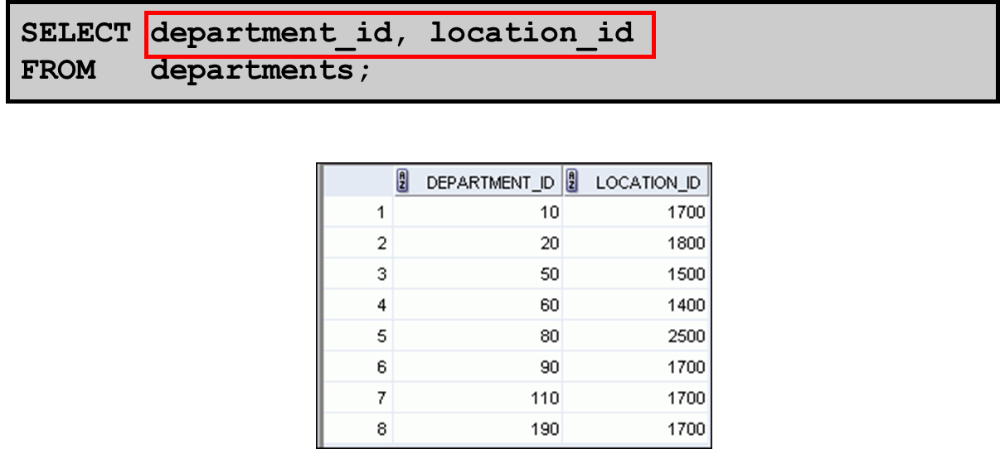 SELECT department_id, location_id
FROM departments;
DEPARTMENT_ID LOCATION_ID
1 10 1700
2 20 1800
3 50 1500
4 60 1400
5 80 2500
6 90 1700
7 110 1700
8 190 1700